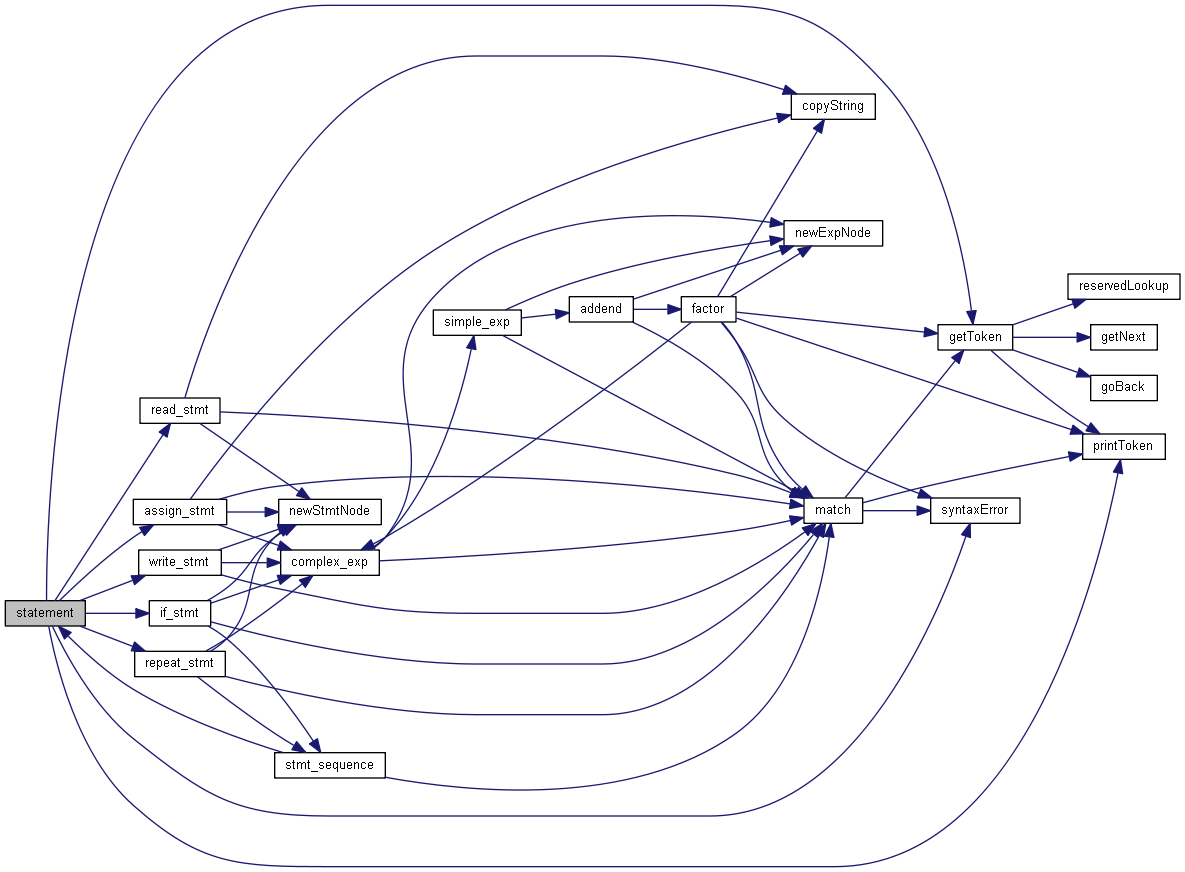 copyString
newExpNode
reservedLookup
simple_exp
addend
factor
getToken
getNext
goBack
read_stmt
printToken
assign_stmt
newStmtNode
match
syntaxError
write_stmt
complex_exp
statement
if_stmt
repeat_stmt
stmt_sequence